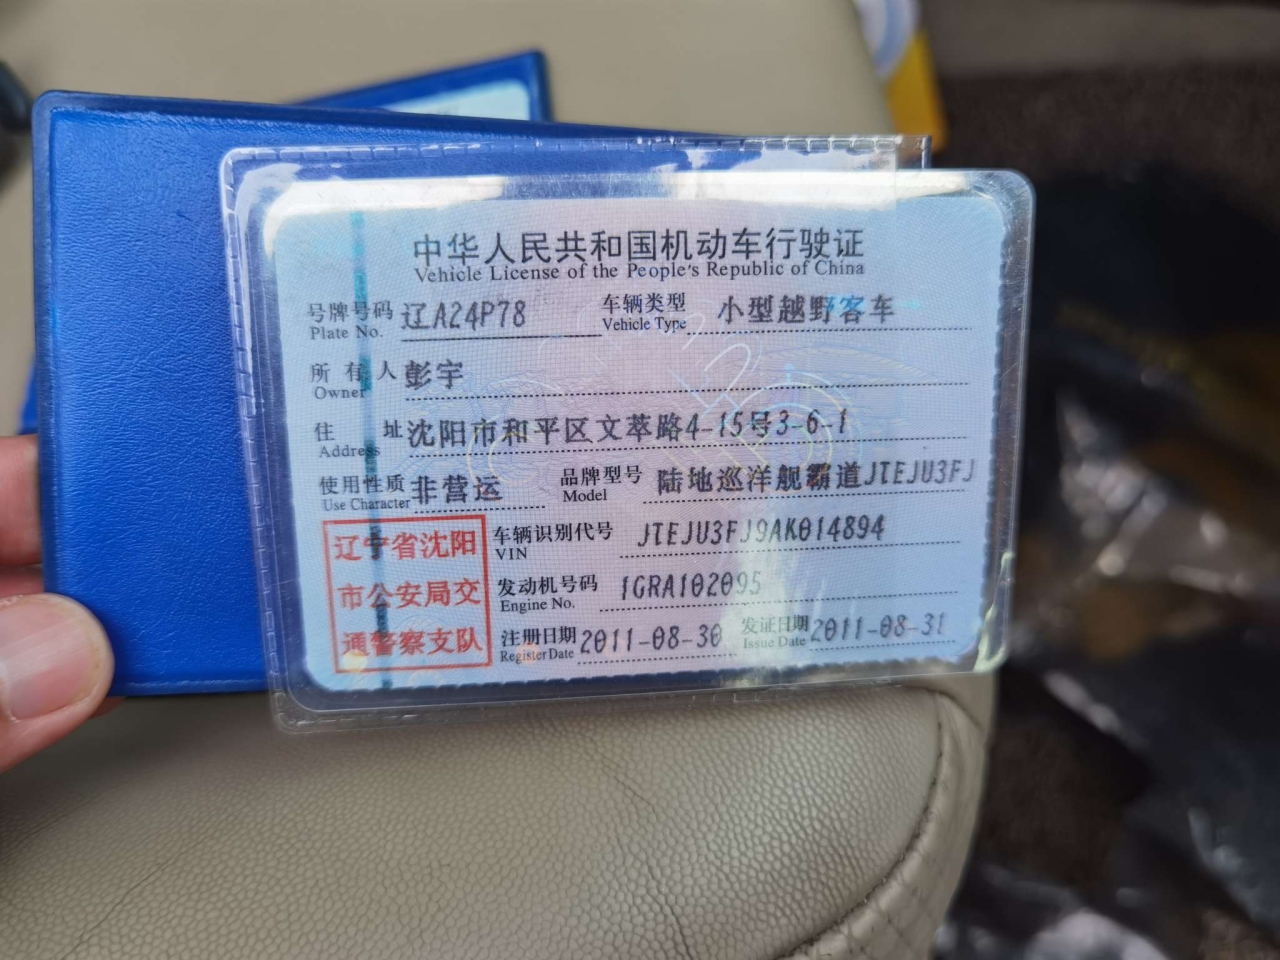 中华人民共和国机动车行驶证
Vehicle License of the People's Republic of China
号牌号码 辽A24P78 车辆类型 小型越野客车
Plate No. Vehicle Type
所有人 彭宇
Owner
住址 沈阳市和平区文萃路4-15号3-6-1
Address
使用性质 非营运 品牌型号 陆地巡洋舰霸道JTEJU3FJ
Use Character Model
辽宁省沈阳
市公安局交
通警察支队
车辆识别代号 JTEJU3FJ9AK014894
VIN
发动机号码 1GRA102095
Engine No.
注册日期 2011-08-30 发证日期 2011-08-31
Register Date Issue Date